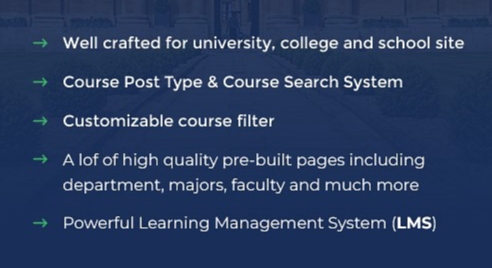 → Well crafted for university, college and school site
→ Course Post Type & Course Search System
→ Customizable course filter
→ A lof of high quality pre-built pages including
department, majors, faculty and much more
→ Powerful Learning Management System (LMS)